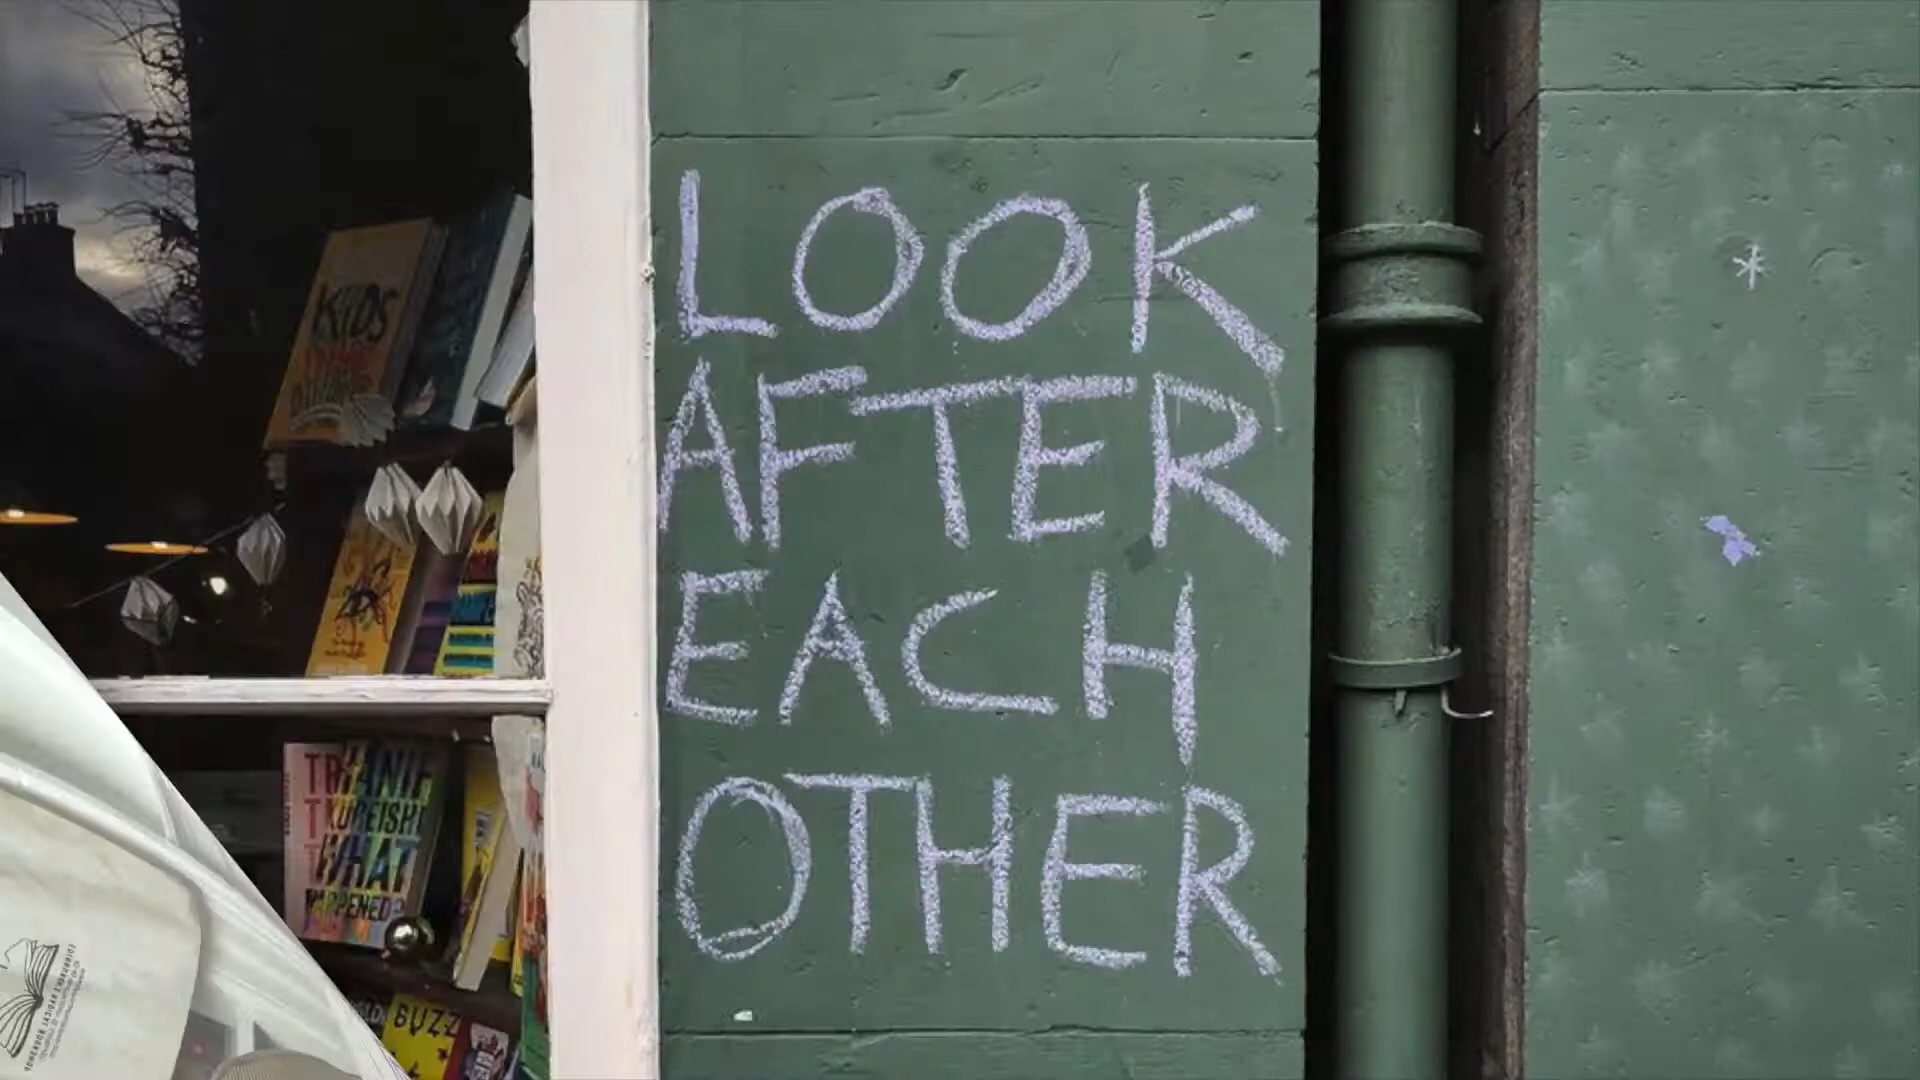 LOOK
AFTER
EACH
OTHER
KIDS
HANIF
KUREISHI
WHAT
HAPPENED?
BUZZ